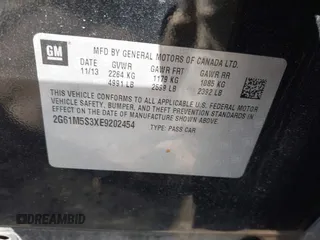 GM
MFD BY GENERAL MOTORS OF CANADA LTD.
DATE GVWR GAWR FRT GAWR RR
11/13 2264 KG 1179 KG 1085 KG
4991 LB 2599 LB 2392 LB
THIS VEHICLE CONFORMS TO ALL APPLICABLE U.S. FEDERAL MOTOR
VEHICLE SAFETY, BUMPER, AND THEFT PREVENTION STANDARDS IN
EFFECT ON THE DATE OF MANUFACTURE SHOWN ABOVE.
2G61M5S3XE9202454 TYPE: PASS CAR
DREAMBID